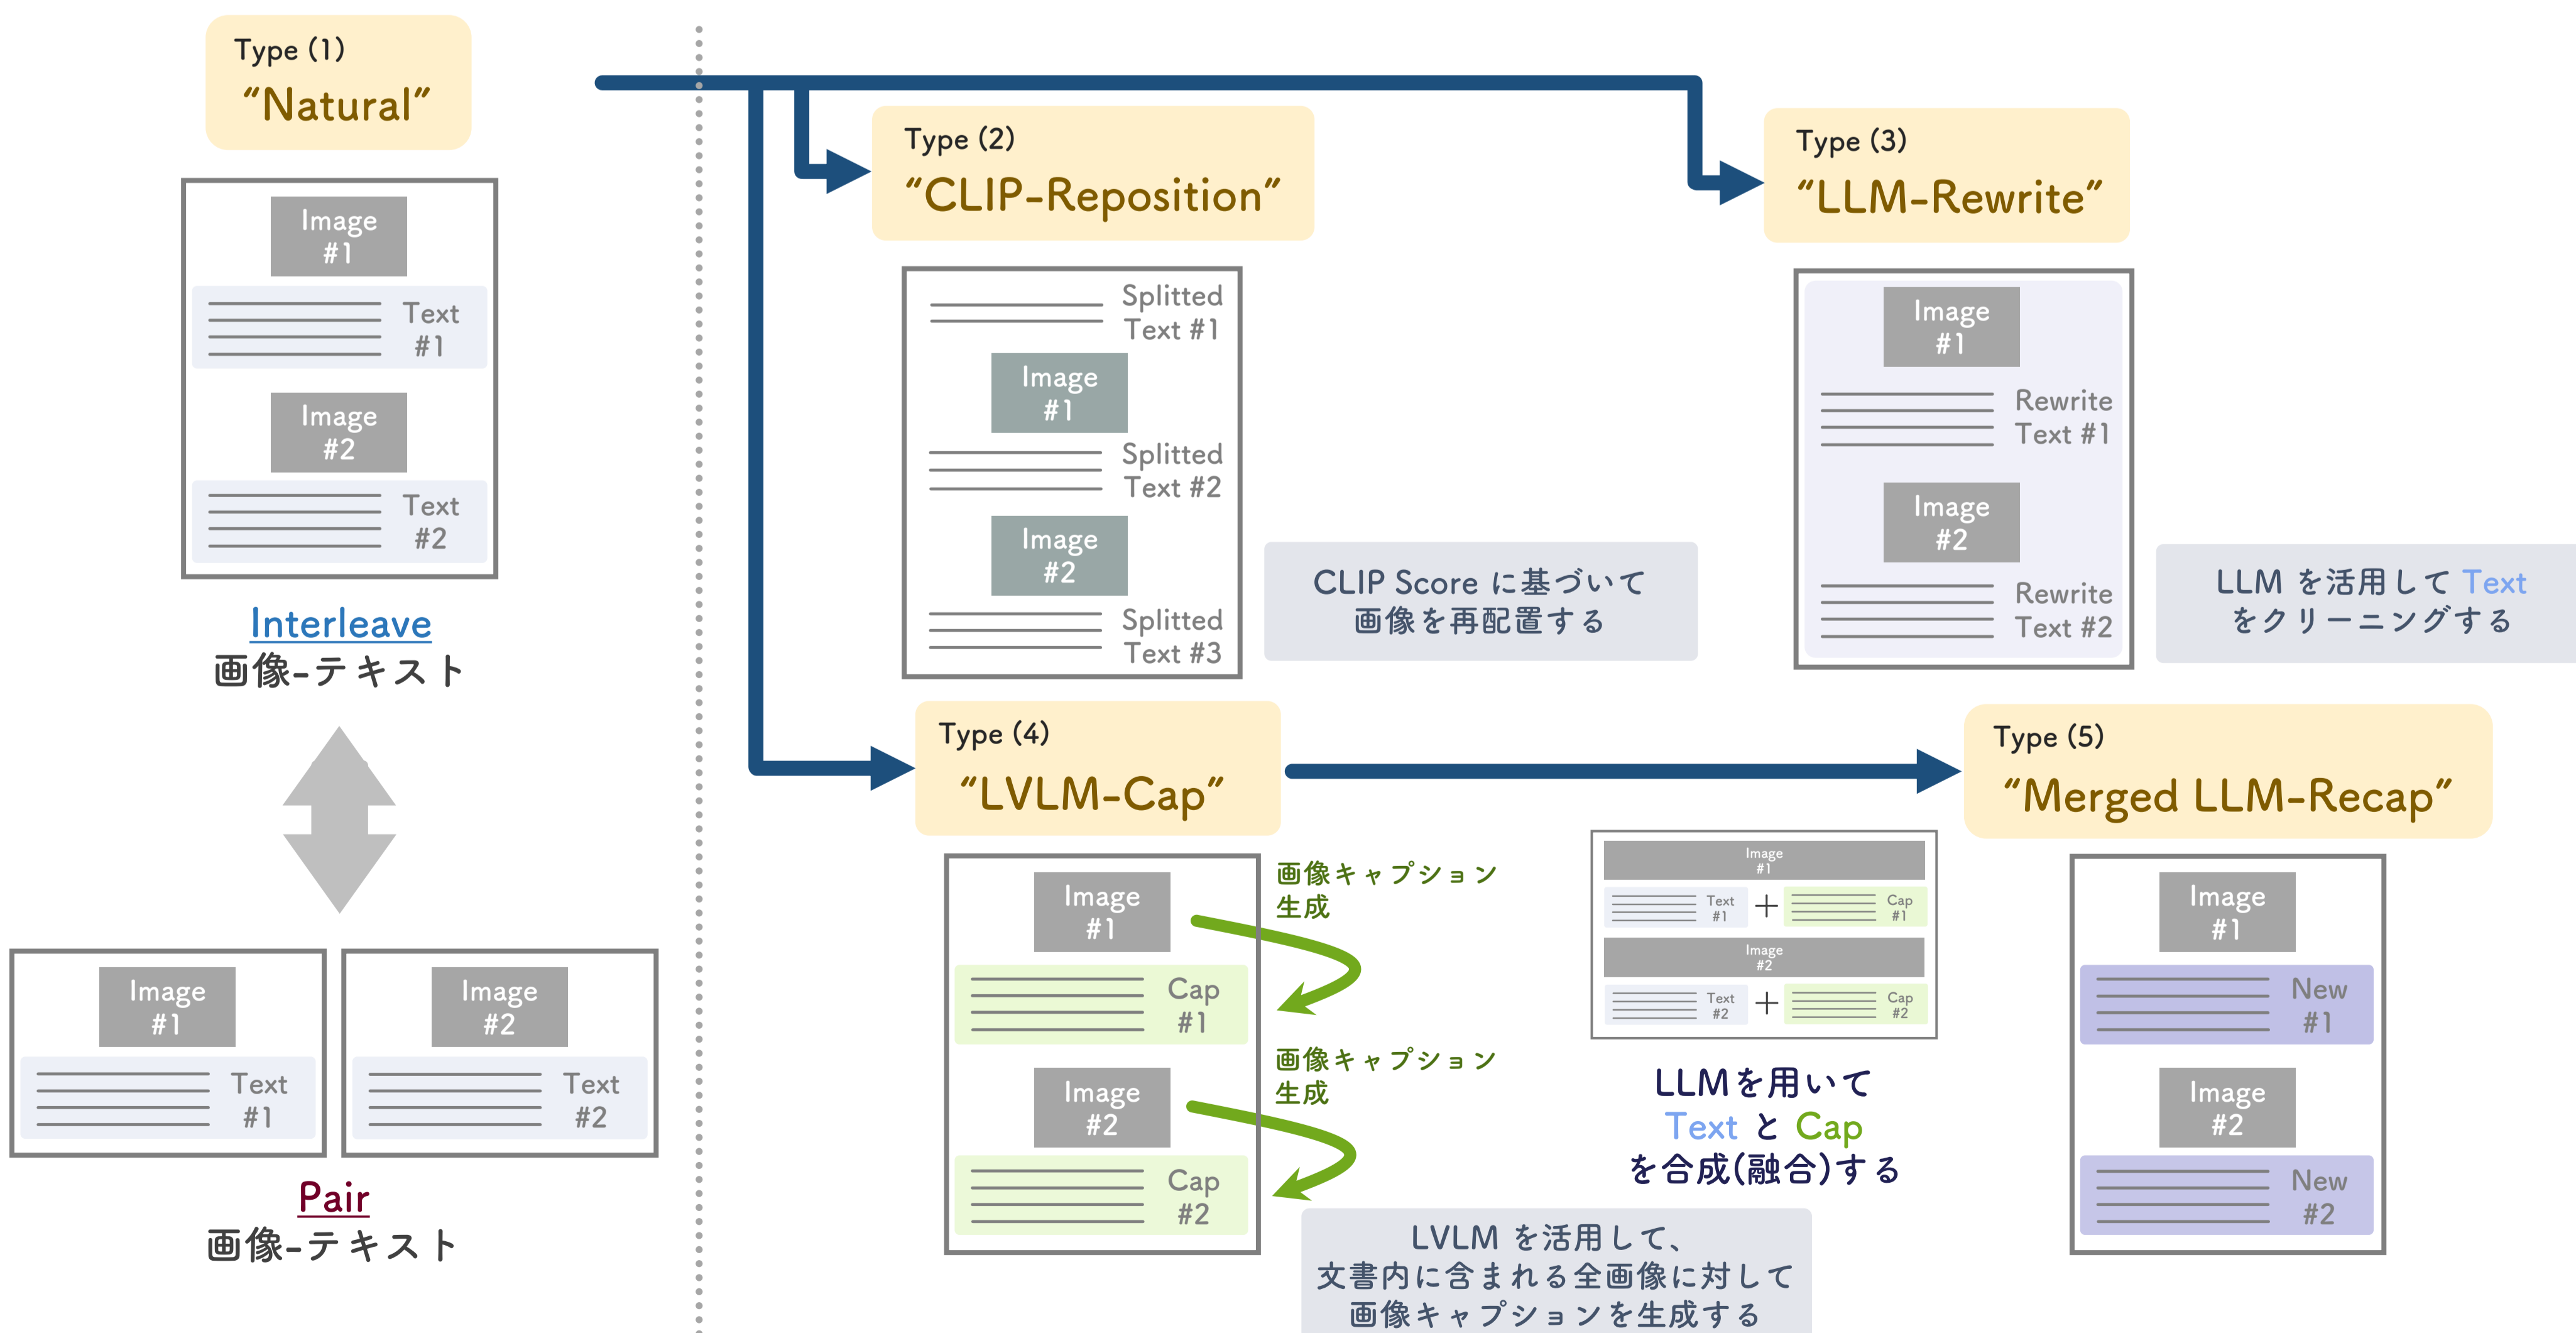 Type (1)
“Natural”
Image
#1
Text
#1
Image
#2
Text
#2
Interleave
画像-テキスト
Image
#1
Text
#1
Image
#2
Text
#2
Pair
画像-テキスト
Type (2)
“CLIP-Reposition”
Splitted
Text #1
Image
#1
Splitted
Text #2
Image
#2
Splitted
Text #3
CLIP Score に基づいて
画像を再配置する
Type (3)
“LLM-Rewrite”
Image
#1
Rewrite
Text #1
Image
#2
Rewrite
Text #2
LLM を活用して Text
をクリーニングする
Type (4)
“LVLM-Cap”
Image
#1
Cap
#1
Image
#2
Cap
#2
画像キャプション
生成
画像キャプション
生成
LVLM を活用して、
文書内に含まれる全画像に対して
画像キャプションを生成する
Image
#1
Text
#1
+
Cap
#1
Image
#2
Text
#2
+
Cap
#2
LLMを用いて
Text と Cap
を合成(融合)する
Type (5)
“Merged LLM-Recap”
Image
#1
New
#1
Image
#2
New
#2